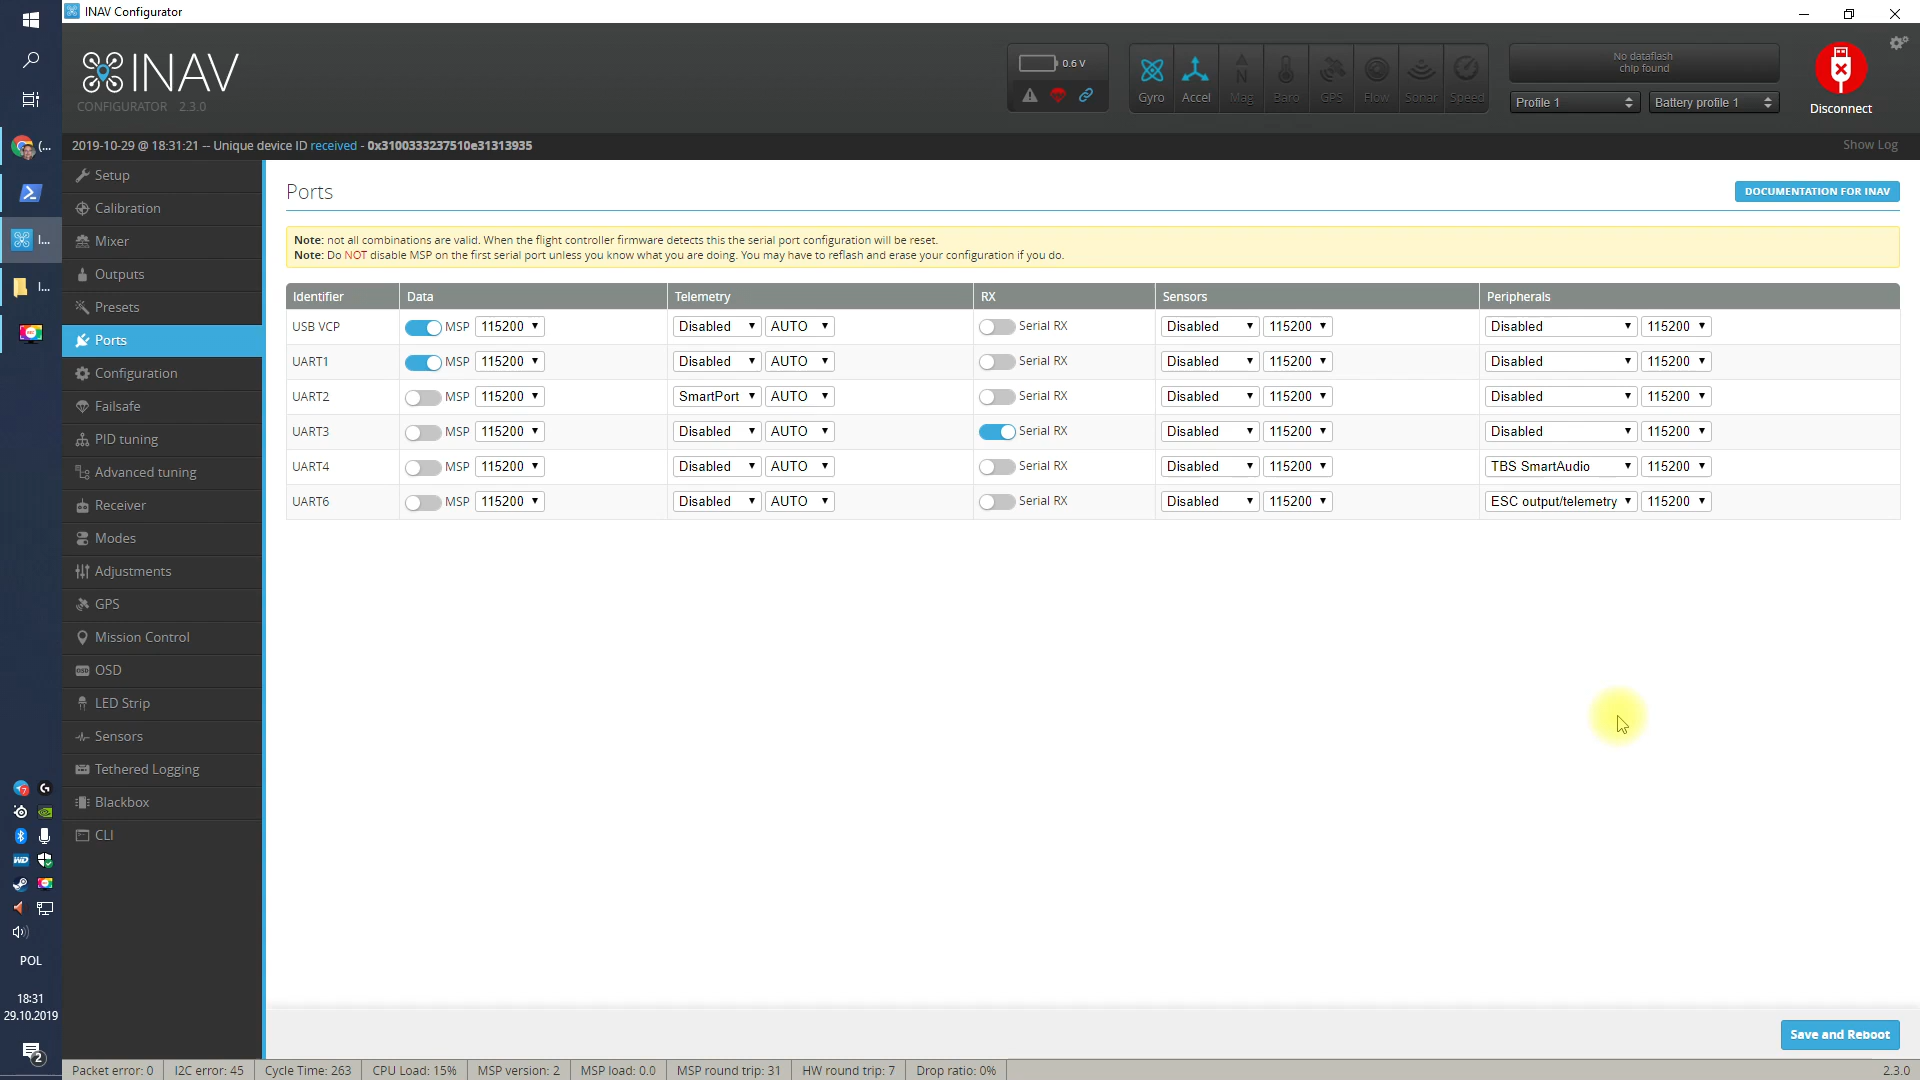 INAV Configurator
INAV
CONFIGURATOR 2.3.0
0.6 V
Gyro Accel Mag Baro GPS Flow Sonar Speed
No dataflash
chip found
Profile 1 Battery profile 1
Disconnect
2019-10-29 @ 18:31:21 -- Unique device ID received - 0x3100333237510e31313935
Show Log
(...
I...
I...
Setup
Calibration
Mixer
Outputs
Presets
Ports
Configuration
Failsafe
PID tuning
Advanced tuning
Receiver
Modes
Adjustments
GPS
Mission Control
OSD
LED Strip
Sensors
Tethered Logging
Blackbox
CLI
Ports
DOCUMENTATION FOR INAV
Note: not all combinations are valid. When the flight controller firmware detects this the serial port configuration will be reset.
Note: Do NOT disable MSP on the first serial port unless you know what you are doing. You may have to reflash and erase your configuration if you do.
Identifier Data Telemetry RX Sensors Peripherals
USB VCP MSP 115200 Disabled AUTO Serial RX Disabled 115200 Disabled 115200
UART1 MSP 115200 Disabled AUTO Serial RX Disabled 115200 Disabled 115200
UART2 MSP 115200 SmartPort AUTO Serial RX Disabled 115200 Disabled 115200
UART3 MSP 115200 Disabled AUTO Serial RX Disabled 115200 Disabled 115200
UART4 MSP 115200 Disabled AUTO Serial RX Disabled 115200 TBS SmartAudio 115200
UART6 MSP 115200 Disabled AUTO Serial RX Disabled 115200 ESC output/telemetry 115200
7
WD
POL
18:31
29.10.2019
2
Save and Reboot
Packet error: 0 I2C error: 45 Cycle Time: 263 CPU Load: 15% MSP version: 2 MSP load: 0.0 MSP round trip: 31 HW round trip: 7 Drop ratio: 0% 2.3.0